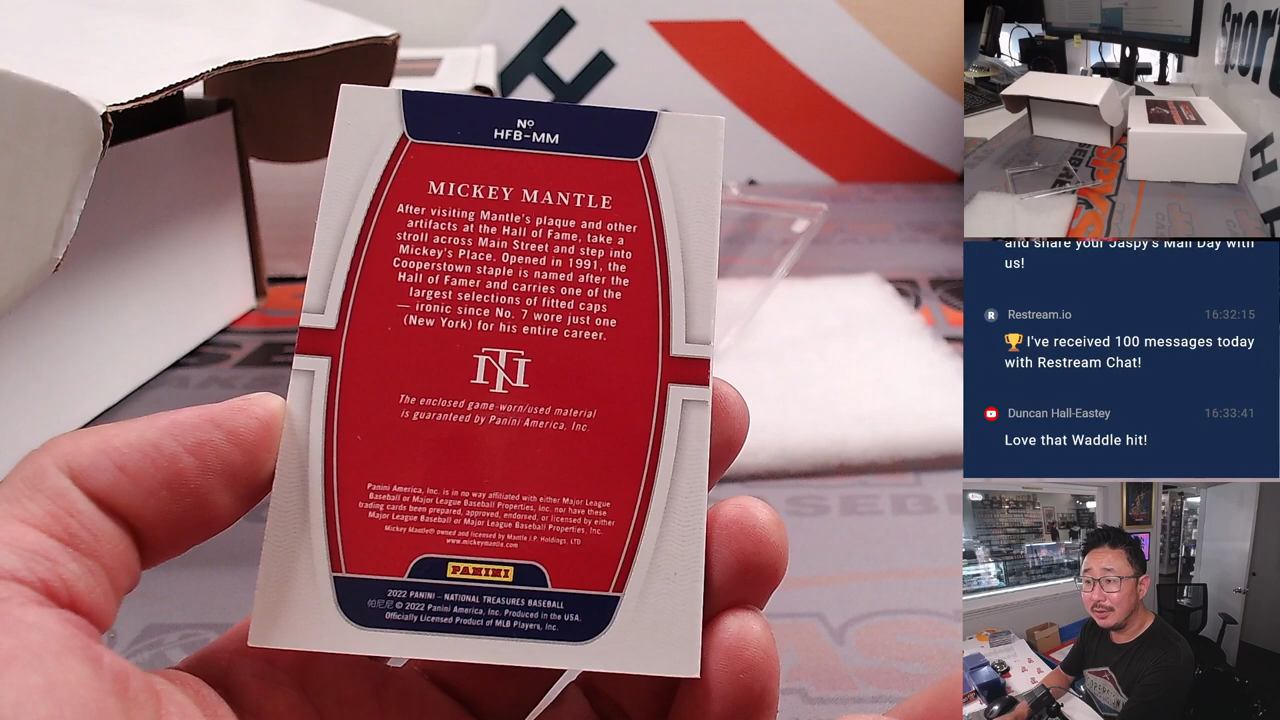 Nº
HFB-MM
MICKEY MANTLE
After visiting Mantle's plaque and other
artifacts at the Hall of Fame, take a
stroll across Main Street and step into
Mickey's Place. Opened in 1991, the
Cooperstown staple is named after the
Hall of Famer and carries one of the
largest selections of fitted caps
— ironic since No. 7 wore just one
(New York) for his entire career.
NT
The enclosed game-worn/used material
is guaranteed by Panini America, Inc.
Panini America, Inc. is in no way affiliated with either Major League
Baseball or Major League Baseball Properties, Inc. nor have these
trading cards been prepared, approved, endorsed, or licensed by either
Major League Baseball or Major League Baseball Properties, Inc.
Mickey Mantle® owned and licensed by Mantle I.P. Holdings, LTD
www.mickeymantle.com
PANINI
2022 PANINI – NATIONAL TREASURES BASEBALL
帕尼尼 © 2022 Panini America, Inc. Produced in the USA.
Officially Licensed Product of MLB Players, Inc.
and share your Jaspy's Mail Day with
us!
Restream.io 16:32:15
🏆 I've received 100 messages today
with Restream Chat!
Duncan Hall-Eastey 16:33:41
Love that Waddle hit!